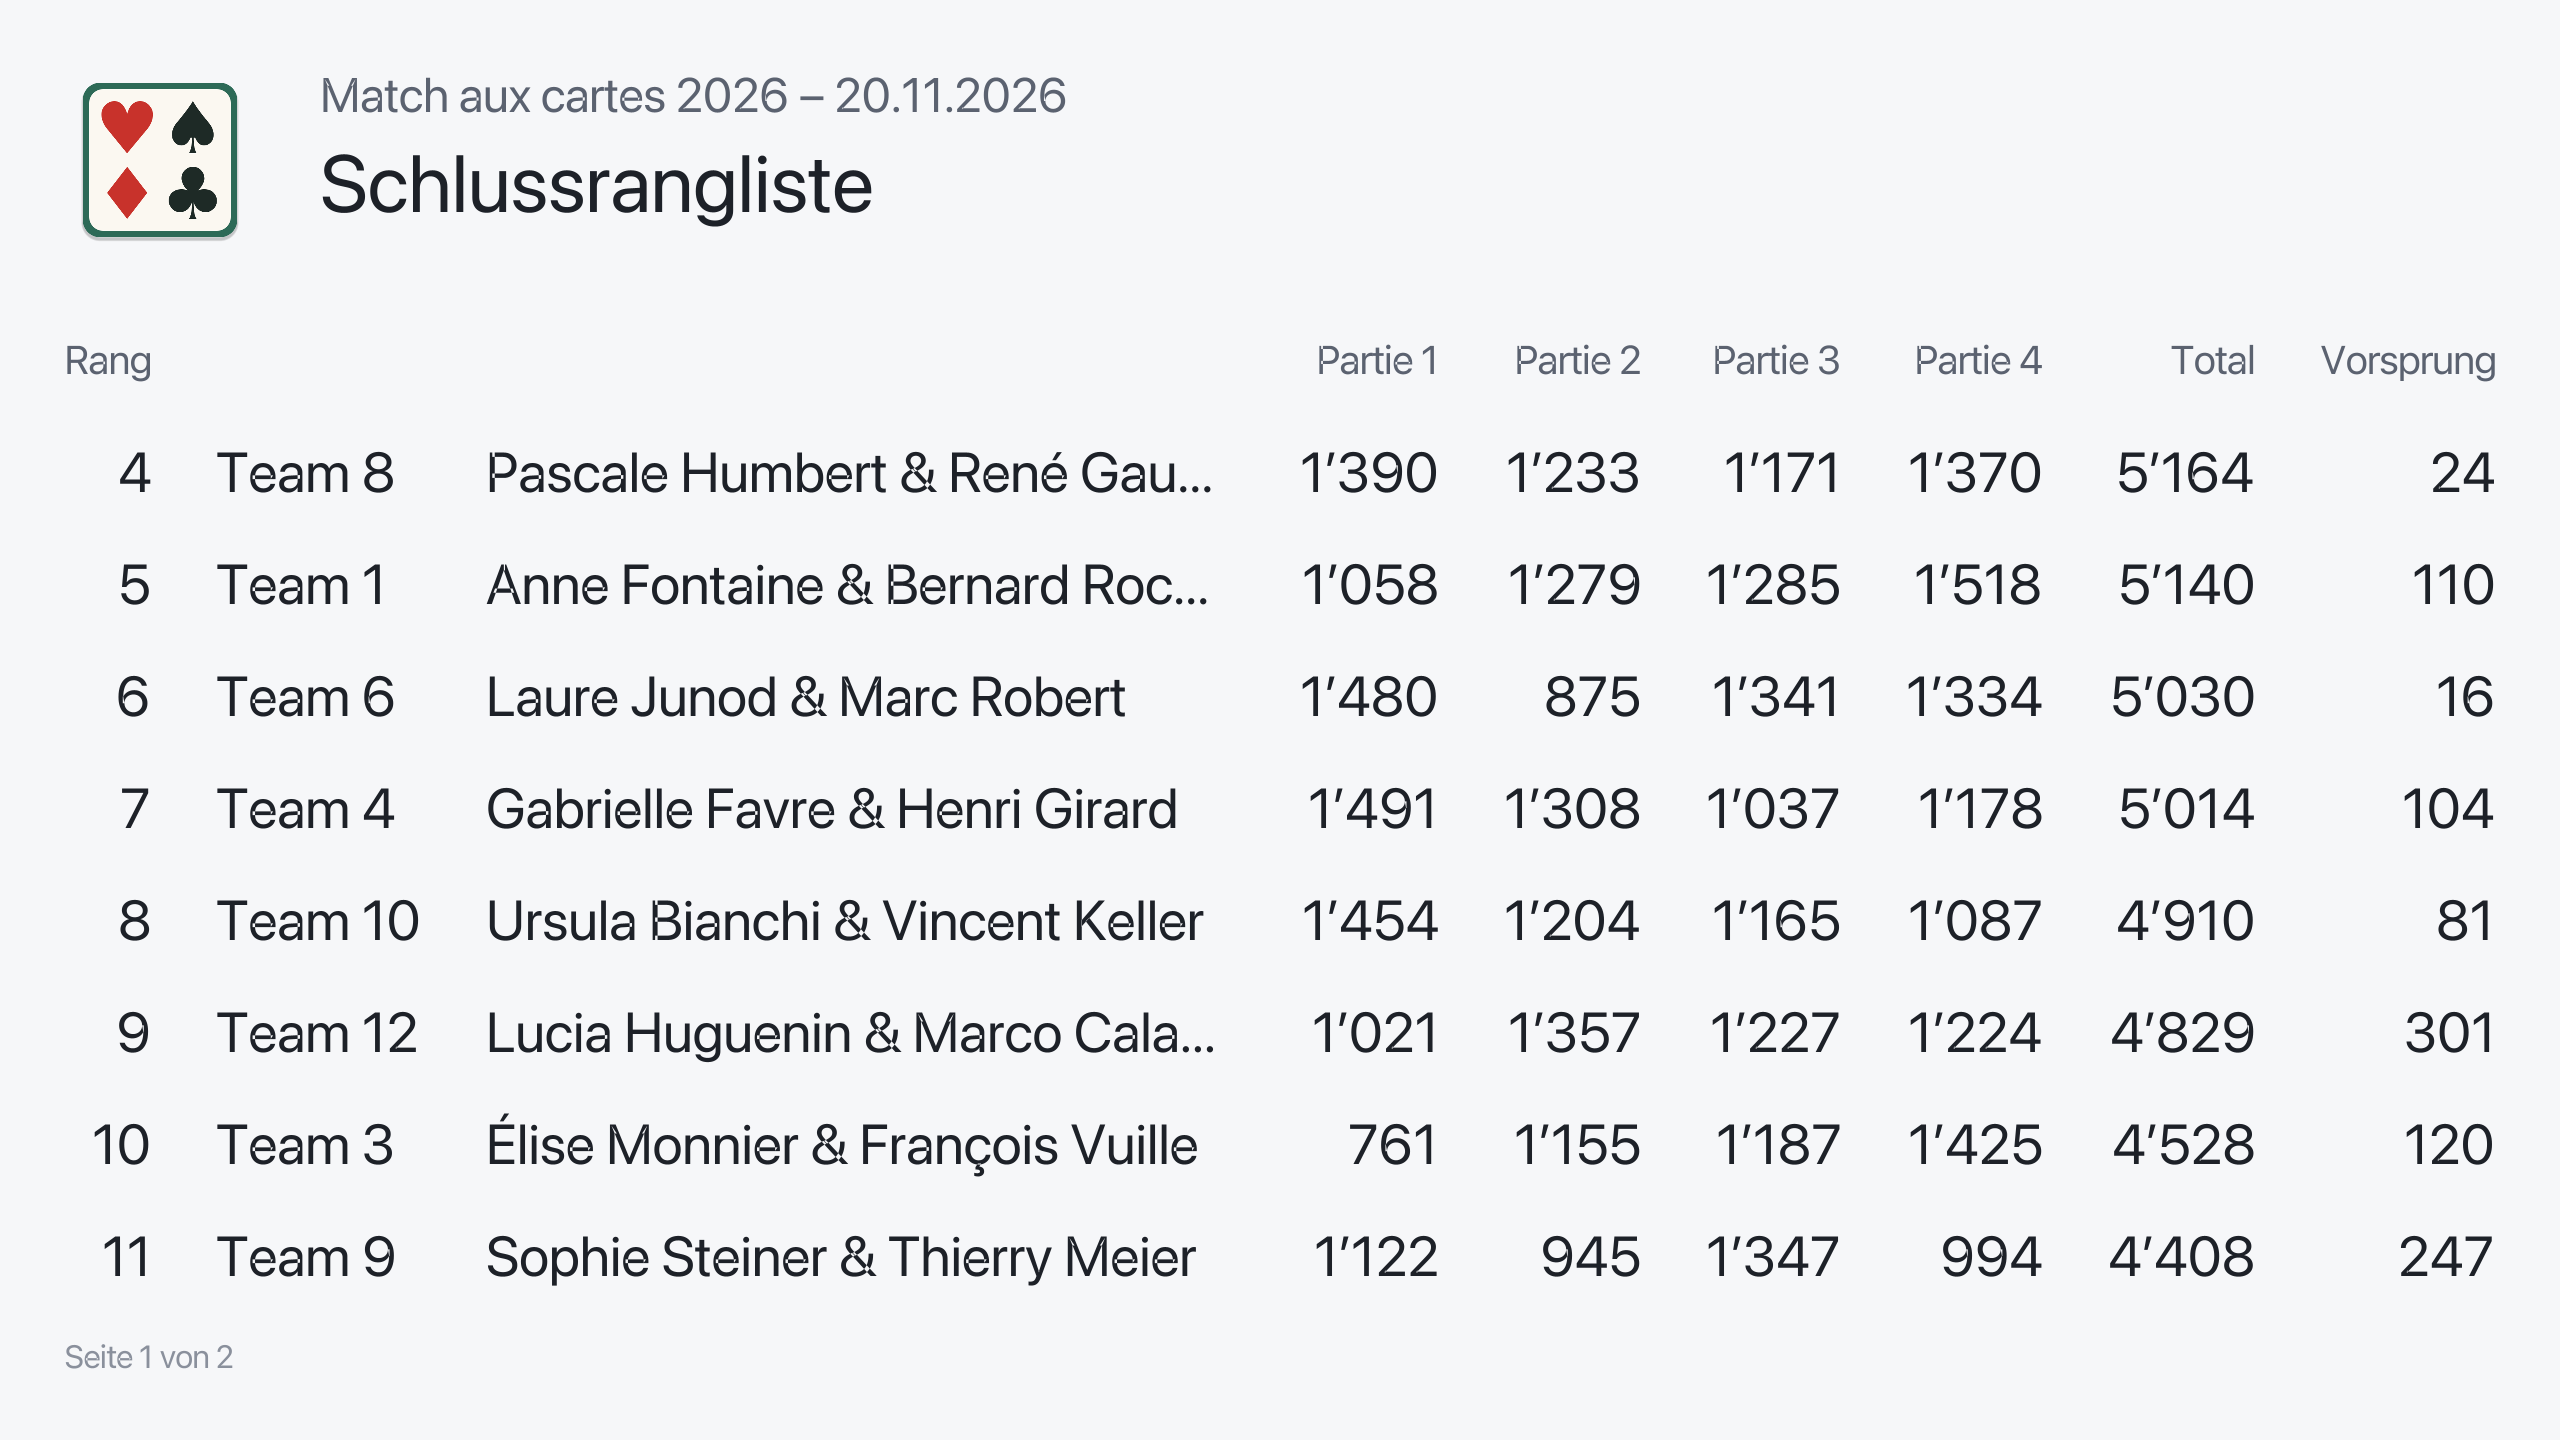 Match aux cartes 2026 – 20.11.2026
Schlussrangliste
Rang Partie 1 Partie 2 Partie 3 Partie 4 Total Vorsprung
4 Team 8 Pascale Humbert & René Gau... 1’390 1’233 1’171 1’370 5’164 24
5 Team 1 Anne Fontaine & Bernard Roc... 1’058 1’279 1’285 1’518 5’140 110
6 Team 6 Laure Junod & Marc Robert 1’480 875 1’341 1’334 5’030 16
7 Team 4 Gabrielle Favre & Henri Girard 1’491 1’308 1’037 1’178 5’014 104
8 Team 10 Ursula Bianchi & Vincent Keller 1’454 1’204 1’165 1’087 4’910 81
9 Team 12 Lucia Huguenin & Marco Cala... 1’021 1’357 1’227 1’224 4’829 301
10 Team 3 Élise Monnier & François Vuille 761 1’155 1’187 1’425 4’528 120
11 Team 9 Sophie Steiner & Thierry Meier 1’122 945 1’347 994 4’408 247
Seite 1 von 2